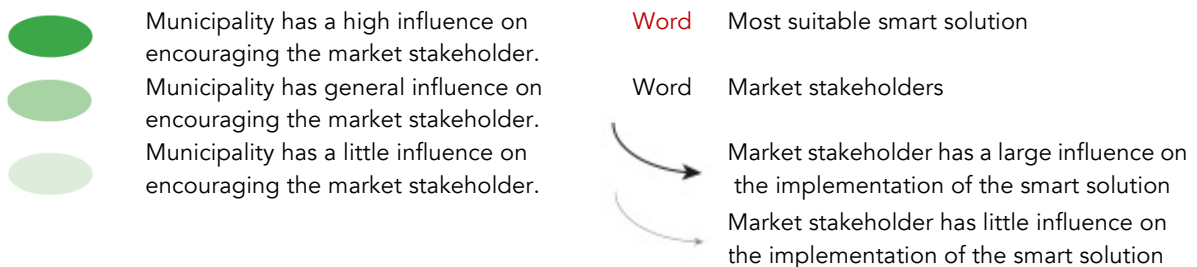 Municipality has a high influence on
encouraging the market stakeholder.
Municipality has general influence on
encouraging the market stakeholder.
Municipality has a little influence on
encouraging the market stakeholder.
Word Most suitable smart solution
Word Market stakeholders
Market stakeholder has a large influence on
the implementation of the smart solution
Market stakeholder has little influence on
the implementation of the smart solution